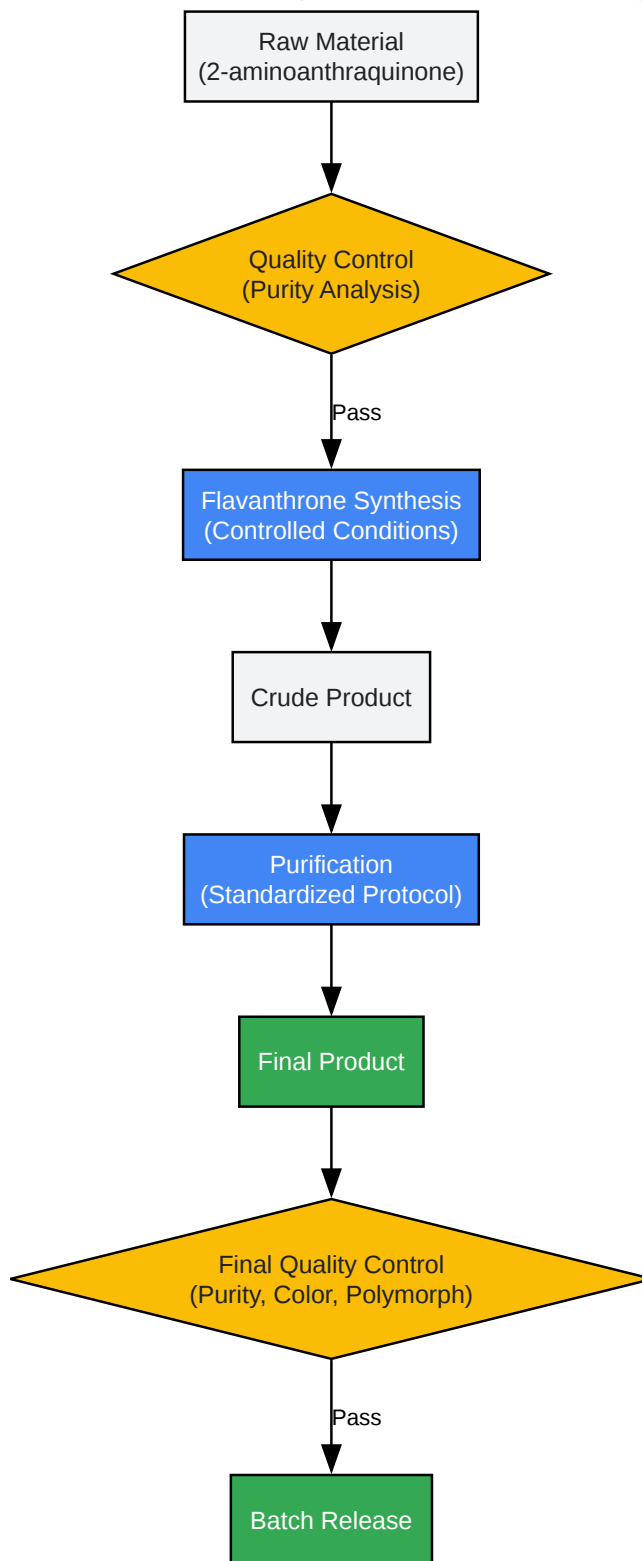 Raw Material
(2-aminoanthraquinone)
Quality Control
(Purity Analysis)
Pass
Flavanthrone Synthesis
(Controlled Conditions)
Crude Product
Purification
(Standardized Protocol)
Final Product
Final Quality Control
(Purity, Color, Polymorph)
Pass
Batch Release